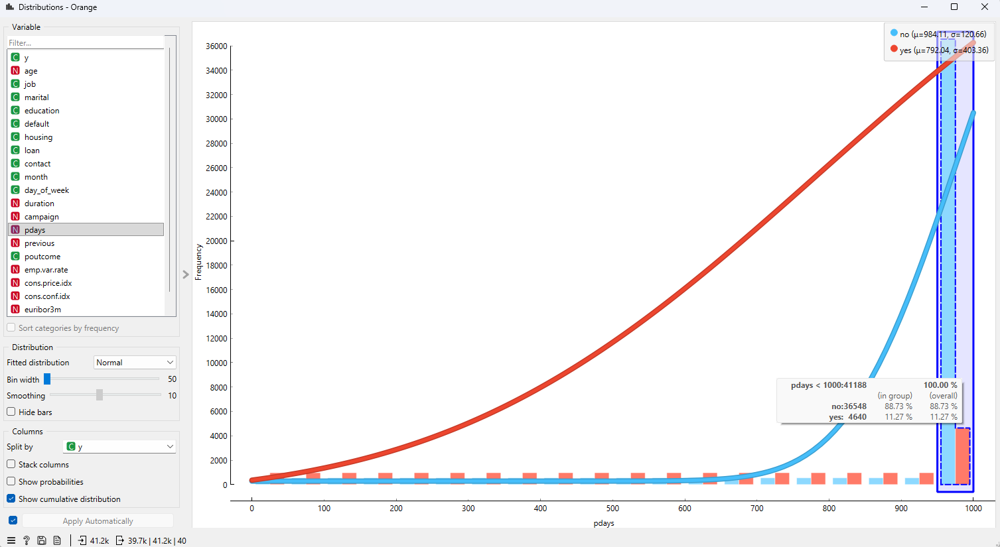 Distributions - Orange
Variable
Filter...
C y
N age
C job
C marital
C education
C default
C housing
C loan
C contact
C month
C day_of_week
N duration
N campaign
N pdays
N previous
C poutcome
N emp.var.rate
N cons.price.idx
N cons.conf.idx
N euribor3m
Sort categories by frequency
Distribution
Fitted distribution Normal
Bin width 50
Smoothing 10
Hide bars
Columns
Split by C y
Stack columns
Show probabilities
Show cumulative distribution
Apply Automatically
? 41.2k 39.7k | 41.2k | 40
no (μ=984.11, σ=120.66)
yes (μ=792.04, σ=403.36)
36000
34000
32000
30000
28000
26000
24000
22000
20000
18000
16000
14000
12000
10000
8000
6000
4000
2000
0
Frequency
pdays < 1000:41188 100.00 %
(in group) (overall)
no:36548 88.73 % 88.73 %
yes: 4640 11.27 % 11.27 %
0 100 200 300 400 500 600 700 800 900 1000
pdays